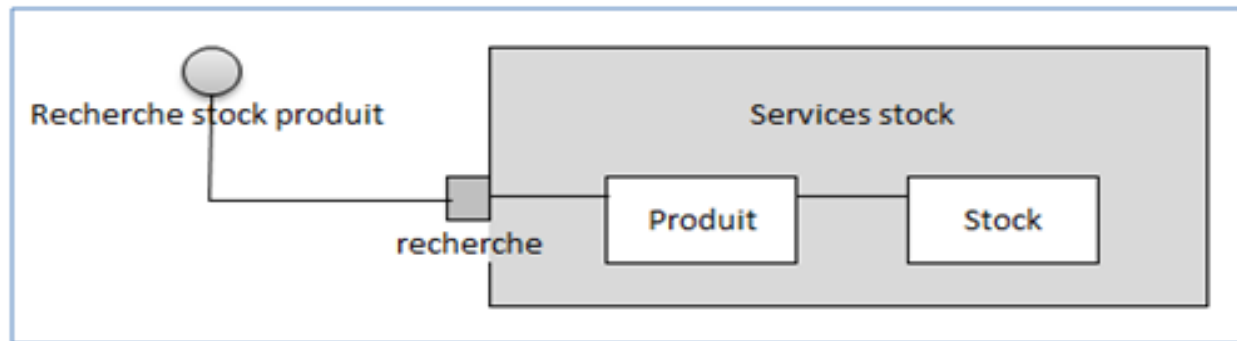 Recherche stock produit
Services stock
recherche
Produit
Stock